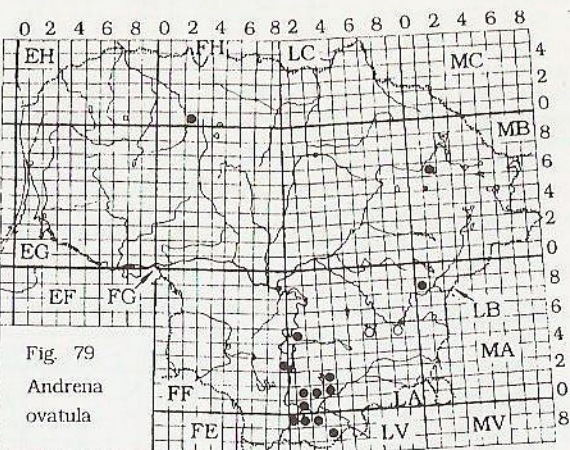 0 2 4 6 8 0 2 4 6 8 2 4 6 8 0 2 4 6 8
EH FH LC MC
4
2
0
MB
8
6
4
2
EG
0
EF FG
8
LB
6
Fig. 79
4
MA
Andrena
2
FF LA
0
ovatula
FE LV MV
8